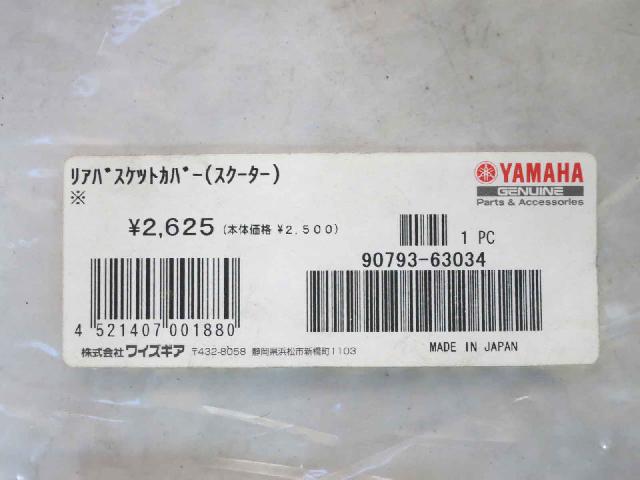 リアバスケットカバー(スクーター)
※
YAMAHA
GENUINE
Parts & Accessories
¥2,625 (本体価格 ¥2,500)
1 PC
90793-63034
4 521407 001880
株式会社 ワイズギア 〒432-8058 静岡県浜松市新橋町1103
MADE IN JAPAN